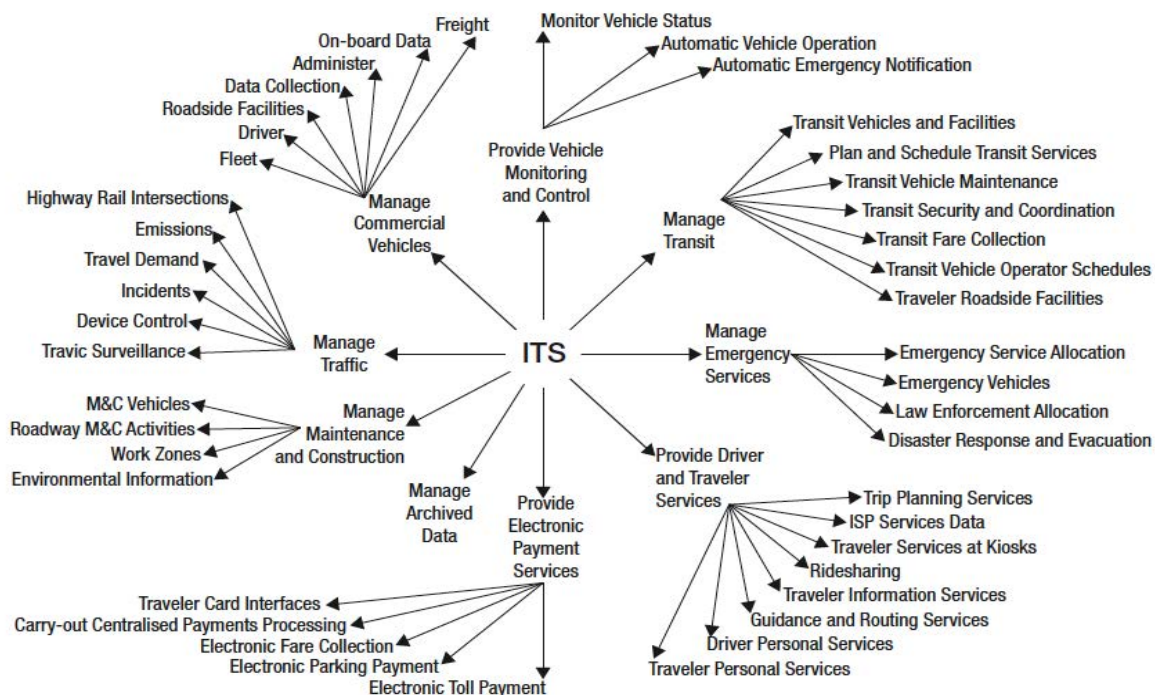 Freight
On-board Data
Administer
Data Collection
Roadside Facilities
Driver
Fleet
Manage
Commercial
Vehicles
Monitor Vehicle Status
Automatic Vehicle Operation
Automatic Emergency Notification
Provide Vehicle
Monitoring
and Control
Transit Vehicles and Facilities
Plan and Schedule Transit Services
Transit Vehicle Maintenance
Transit Security and Coordination
Transit Fare Collection
Transit Vehicle Operator Schedules
Traveler Roadside Facilities
Manage
Transit
Highway Rail Intersections
Emissions
Travel Demand
Incidents
Device Control
Travic Surveillance
Manage
Traffic
ITS
Manage
Emergency
Services
Emergency Service Allocation
Emergency Vehicles
Law Enforcement Allocation
Disaster Response and Evacuation
M&C Vehicles
Roadway M&C Activities
Work Zones
Environmental Information
Manage
Maintenance
and Construction
Manage
Archived
Data
Provide
Electronic
Payment
Services
Provide Driver
and Traveler
Services
Trip Planning Services
ISP Services Data
Traveler Services at Kiosks
Ridesharing
Traveler Information Services
Guidance and Routing Services
Driver Personal Services
Traveler Personal Services
Traveler Card Interfaces
Carry-out Centralised Payments Processing
Electronic Fare Collection
Electronic Parking Payment
Electronic Toll Payment